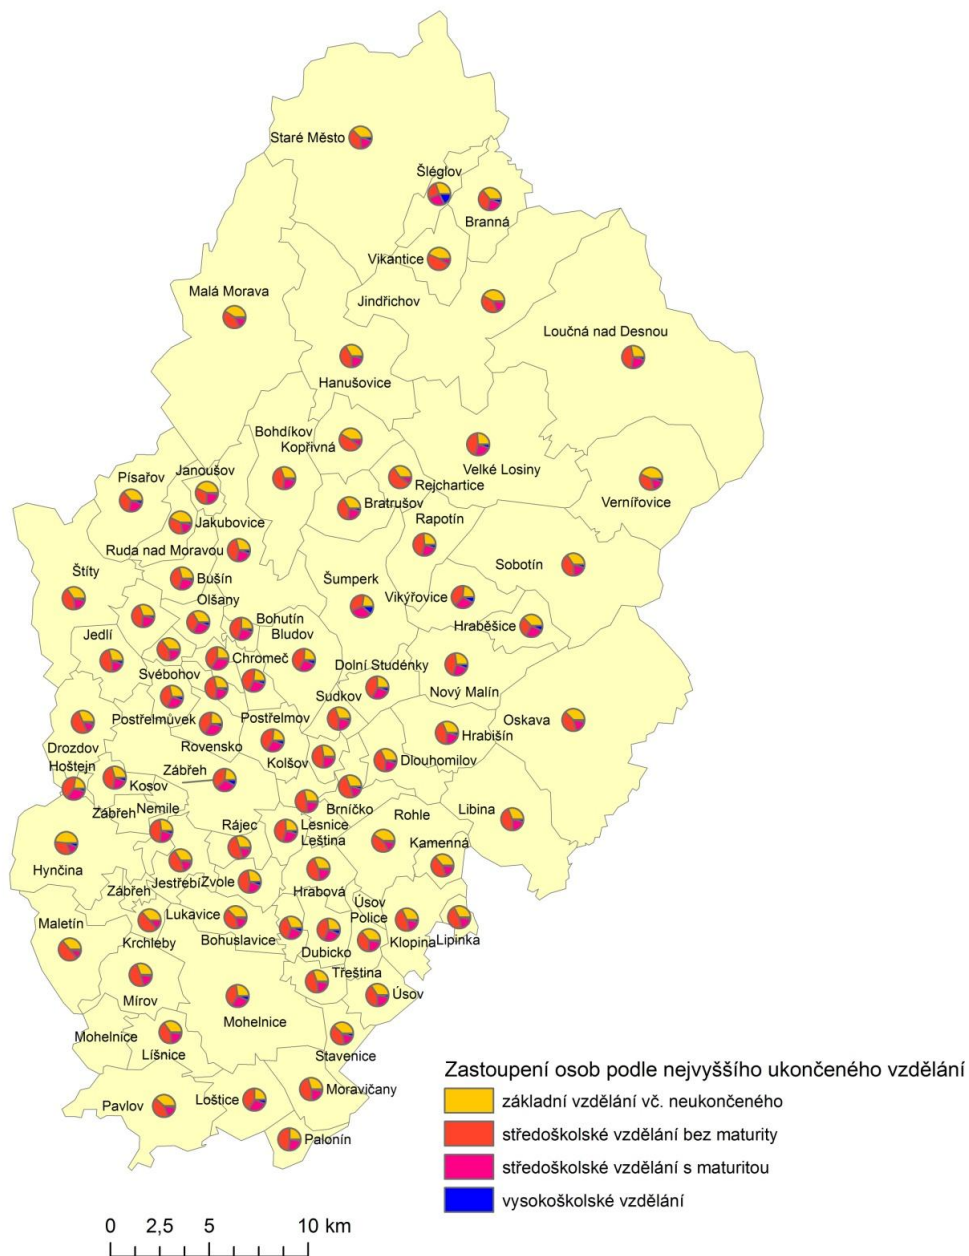 Staré Město
Šléglov
Branná
Vikantice
Malá Morava
Jindřichov
Loučná nad Desnou
Hanušovice
Bohdíkov
Kopřivná
Velké Losiny
Písařov
Janoušov
Rejchartice
Vernířovice
Bratrušov
Jakubovice
Rapotín
Ruda nad Moravou
Sobotín
Štíty
Bušín
Šumperk
Vikýřovice
Olšany
Hraběšice
Bohutín
Jedlí
Bludov
Chromeč
Dolní Studénky
Svébohov
Nový Malín
Sudkov
Postřelmůvek
Postřelmov
Oskava
Drozdov
Rovensko
Hrabišín
Hoštejn
Zábřeh
Kolšov
Dlouhomilov
Kosov
Zábřeh
Nemile
Brníčko
Libina
Rájec
Lesnice
Rohle
Leština
Kamenná
Hynčina
Jestřebí
Zvole
Zábřeh
Hrabová
Úsov
Police
Maletín
Lukavice
Krchleby
Bohuslavice
Dubicko
Klopina
Lipinka
Třeština
Mírov
Úsov
Mohelnice
Mohelnice
Líšnice
Stavenice
Moravičany
Pavlov
Loštice
Palonín
Zastoupení osob podle nejvyššího ukončeného vzdělání
základní vzdělání vč. neukončeného
středoškolské vzdělání bez maturity
středoškolské vzdělání s maturitou
vysokoškolské vzdělání
0 2,5 5 10 km